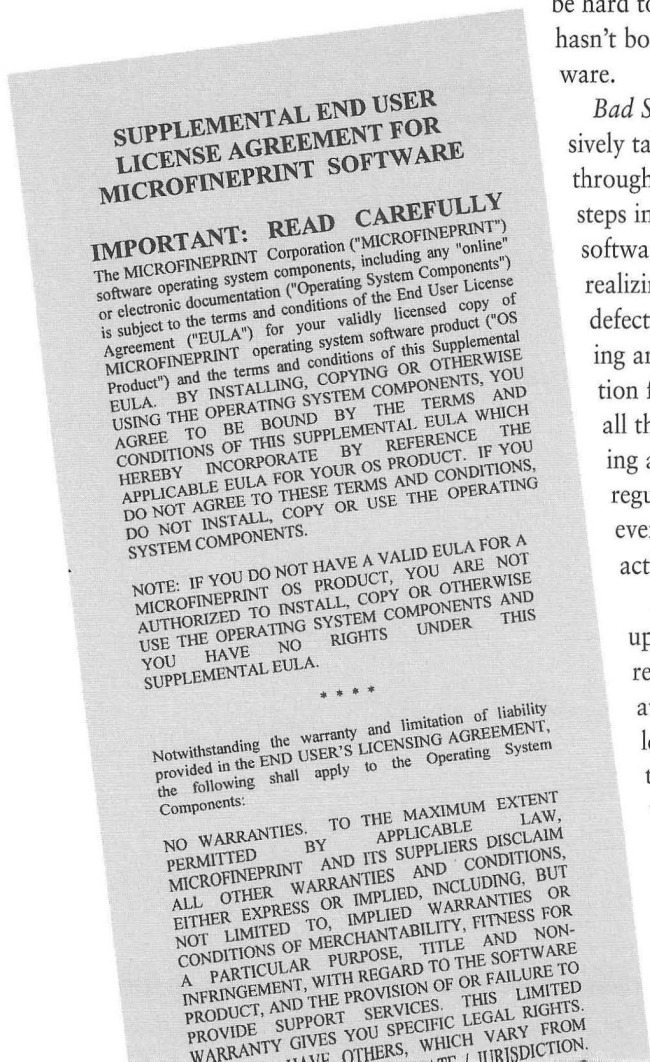 SUPPLEMENTAL END USER
LICENSE AGREEMENT FOR
MICROFINEPRINT SOFTWARE
IMPORTANT: READ CAREFULLY
The MICROFINEPRINT Corporation ("MICROFINEPRINT")
software operating system components, including any "online"
or electronic documentation ("Operating System Components")
is subject to the terms and conditions of the End User License
Agreement ("EULA") for your validly licensed copy of
MICROFINEPRINT operating system software product ("OS
Product") and the terms and conditions of this Supplemental
EULA. BY INSTALLING, COPYING OR OTHERWISE
USING THE OPERATING SYSTEM COMPONENTS, YOU
AGREE TO BE BOUND BY THE TERMS AND
CONDITIONS OF THIS SUPPLEMENTAL EULA WHICH
HEREBY INCORPORATE BY REFERENCE THE
APPLICABLE EULA FOR YOUR OS PRODUCT. IF YOU
DO NOT AGREE TO THESE TERMS AND CONDITIONS,
DO NOT INSTALL, COPY OR USE THE OPERATING
SYSTEM COMPONENTS.
NOTE: IF YOU DO NOT HAVE A VALID EULA FOR A
MICROFINEPRINT OS PRODUCT, YOU ARE NOT
AUTHORIZED TO INSTALL, COPY OR OTHERWISE
USE THE OPERATING SYSTEM COMPONENTS AND
YOU HAVE NO RIGHTS UNDER THIS
SUPPLEMENTAL EULA.
* * * *
Notwithstanding the warranty and limitation of liability
provided in the END USER'S LICENSING AGREEMENT,
the following shall apply to the Operating System
Components:
NO WARRANTIES. TO THE MAXIMUM EXTENT
PERMITTED BY APPLICABLE LAW,
MICROFINEPRINT AND ITS SUPPLIERS DISCLAIM
ALL OTHER WARRANTIES AND CONDITIONS,
EITHER EXPRESS OR IMPLIED, INCLUDING, BUT
NOT LIMITED TO, IMPLIED WARRANTIES OR
CONDITIONS OF MERCHANTABILITY, FITNESS FOR
A PARTICULAR PURPOSE, TITLE AND NON-
INFRINGEMENT, WITH REGARD TO THE SOFTWARE
PRODUCT, AND THE PROVISION OF OR FAILURE TO
PROVIDE SUPPORT SERVICES. THIS LIMITED
WARRANTY GIVES YOU SPECIFIC LEGAL RIGHTS.
HAVE OTHERS, WHICH VARY FROM
/ JURISDICTION.
be hard to
hasn't bo
ware.
Bad S
sively ta
through
steps in
softwa
realizi
defect
ing ar
tion f
all th
ing a
regu
eve
act
up
re
a
l
t